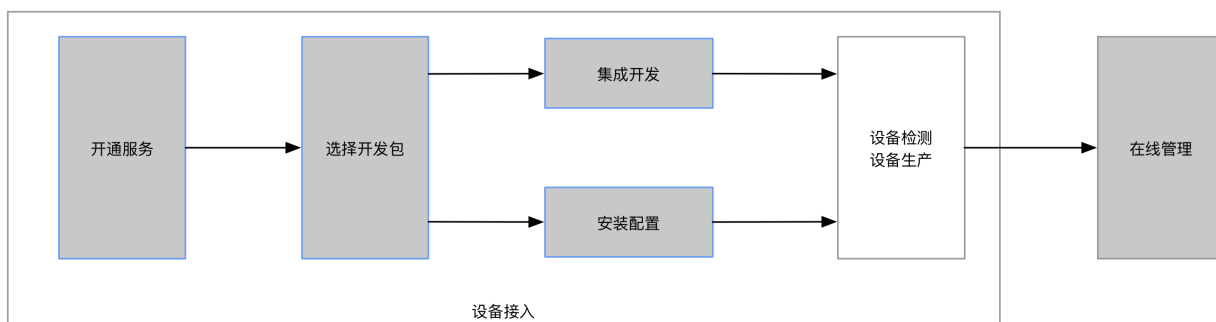 开通服务
选择开发包
集成开发
安装配置
设备检测
设备生产
在线管理
设备接入